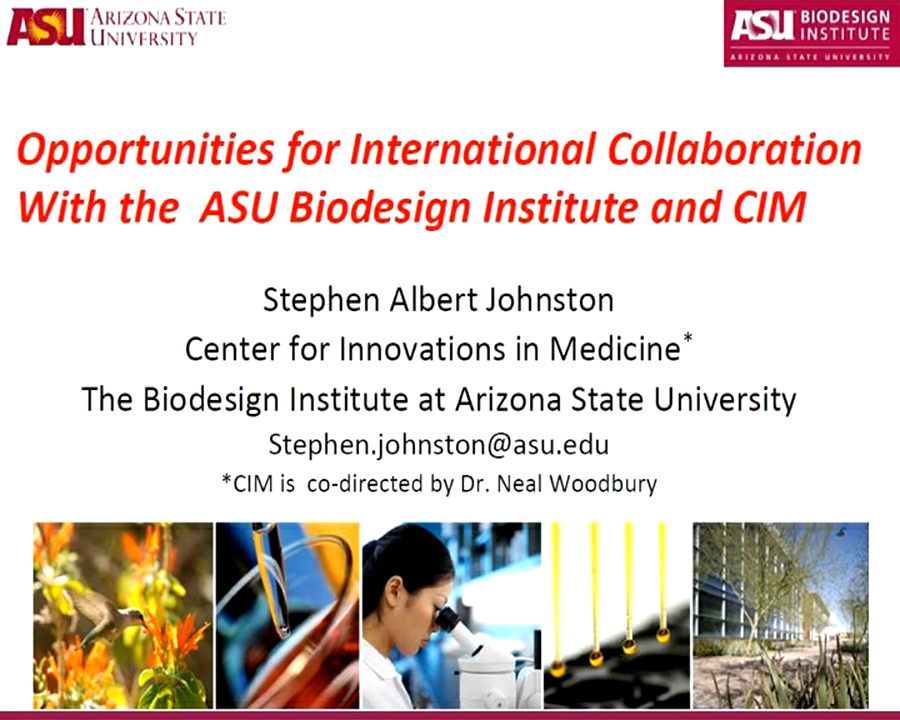 ASU ARIZONA STATE
UNIVERSITY
ASU BIODESIGN
INSTITUTE
ARIZONA STATE UNIVERSITY
Opportunities for International Collaboration
With the ASU Biodesign Institute and CIM
Stephen Albert Johnston
Center for Innovations in Medicine*
The Biodesign Institute at Arizona State University
Stephen.johnston@asu.edu
*CIM is co-directed by Dr. Neal Woodbury